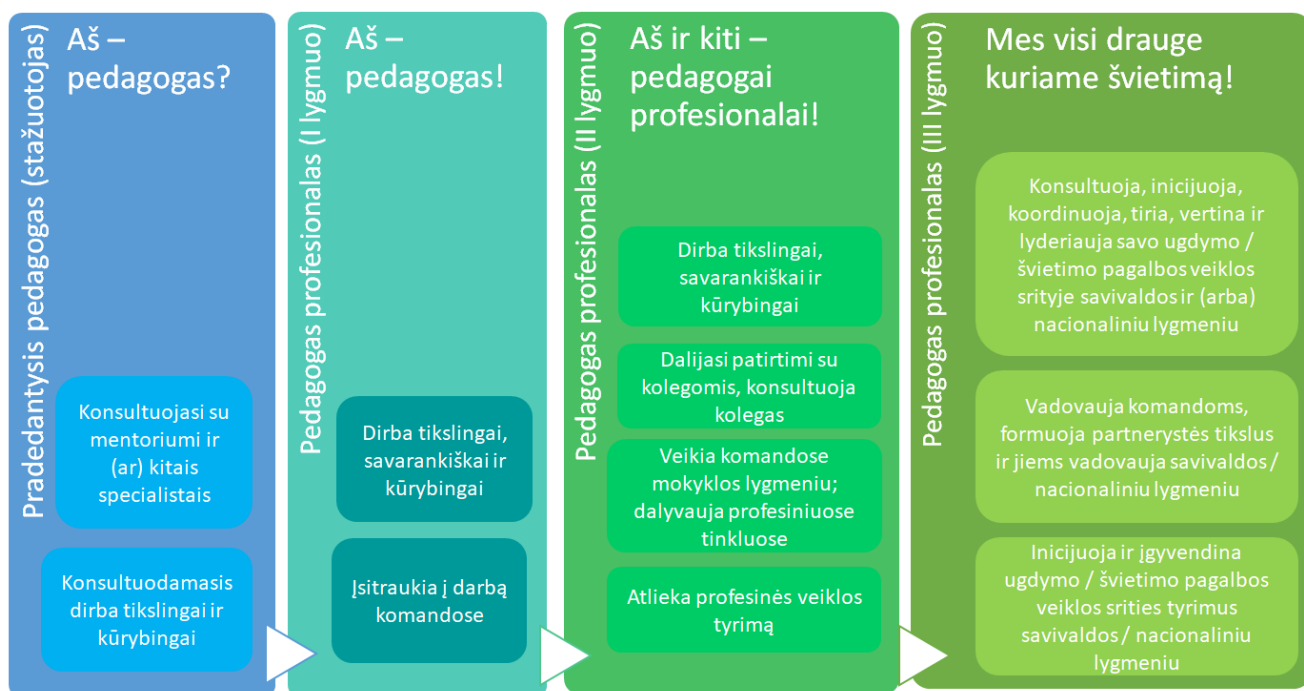 Pradedantysis pedagogas (stažuotojas)
Aš –
pedagogas?
Konsultuojasi su
mentoriumi ir
(ar) kitais
specialistais
Konsultuodamasis
dirba tikslingai ir
kūrybingai
Pedagogas profesionalas (I lygmuo)
Aš –
pedagogas!
Dirba tikslingai,
savarankiškai ir
kūrybingai
Įsitraukia į darbą
komandose
Pedagogas profesionalas (II lygmuo)
Aš ir kiti –
pedagogai
profesionalai!
Dirba tikslingai,
savarankiškai ir
kūrybingai
Dalijasi patirtimi su
kolegomis, konsultuoja
kolegas
Veikia komandose
mokyklos lygmeniu;
dalyvauja profesiniuose
tinkluose
Atlieka profesinės veiklos
tyrimą
Pedagogas profesionalas (III lygmuo)
Mes visi drauge
kuriame švietimą!
Konsultuoja, inicijuoja,
koordinuoja, tiria, vertina ir
lyderiauja savo ugdymo /
švietimo pagalbos veiklos
srityje savivaldos ir (arba)
nacionaliniu lygmeniu
Vadovauja komandoms,
formuoja partnerystės tikslus
ir jiems vadovauja savivaldos /
nacionaliniu lygmeniu
Inicijuoja ir įgyvendina
ugdymo / švietimo pagalbos
veiklos srities tyrimus
savivaldos / nacionaliniu
lygmeniu